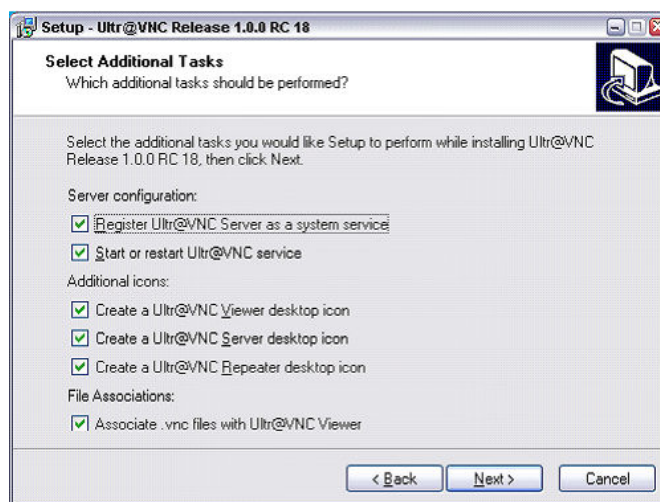 Setup - Ultr@VNC Release 1.0.0 RC 18
Select Additional Tasks
Which additional tasks should be performed?
Select the additional tasks you would like Setup to perform while installing Ultr@VNC
Release 1.0.0 RC 18, then click Next.
Server configuration:
Register Ultr@VNC Server as a system service
Start or restart Ultr@VNC service
Additional icons:
Create a Ultr@VNC Viewer desktop icon
Create a Ultr@VNC Server desktop icon
Create a Ultr@VNC Repeater desktop icon
File Associations:
Associate .vnc files with Ultr@VNC Viewer
< Back Next > Cancel